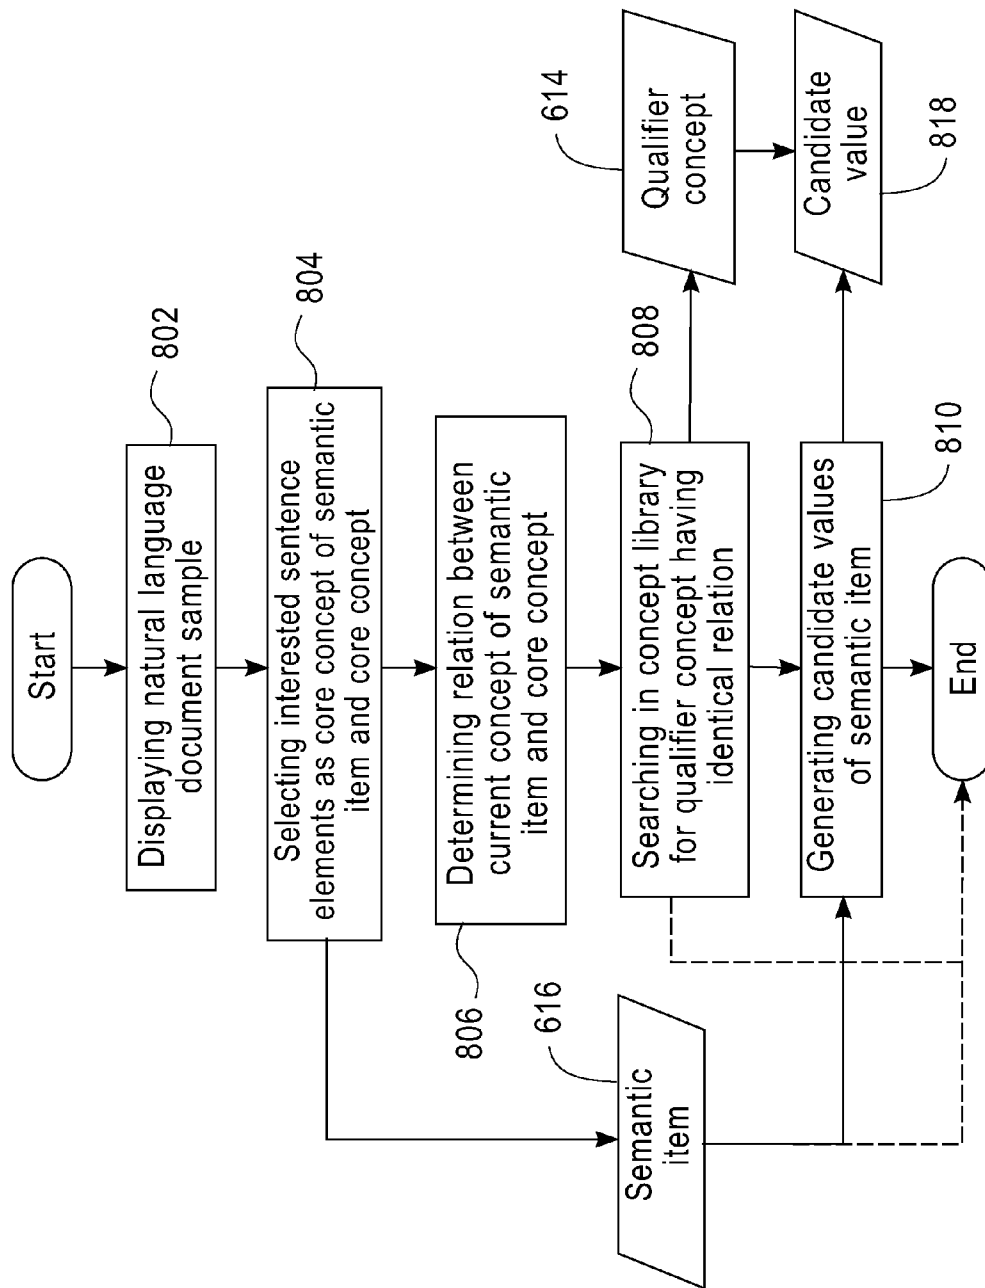 Start
Displaying natural language
document sample
802
Selecting interested sentence
elements as core concept of semantic
item and core concept
804
Determining relation between
current concept of semantic
item and core concept
806
Searching in concept library
for qualifier concept having
identical relation
808
Qualifier
concept
614
Semantic
item
616
Generating candidate values
of semantic item
810
Candidate
value
818
End